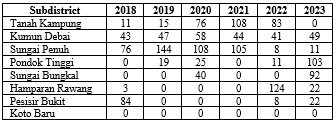 Subdistrict 2018 2019 2020 2021 2022 2023
Tanah Kampung 11 15 76 108 83 0
Kumun Debai 43 47 58 44 41 49
Sungai Penuh 76 144 108 105 8 11
Pondok Tinggi 0 19 25 0 11 103
Sungai Bungkal 0 0 40 0 0 92
Hamparan Rawang 3 0 0 0 124 22
Pesisir Bukit 84 0 0 0 8 22
Koto Baru 0 0 0 0 0 0